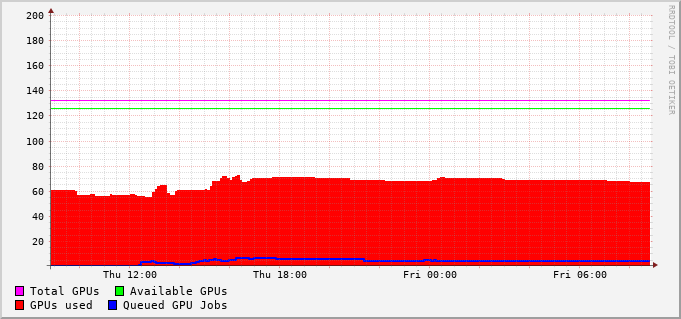 200
180
160
140
120
100
80
60
40
20
Thu 12:00 Thu 18:00 Fri 00:00 Fri 06:00
Total GPUs Available GPUs
GPUs used Queued GPU Jobs
RRDTOOL / TOBI OETIKER